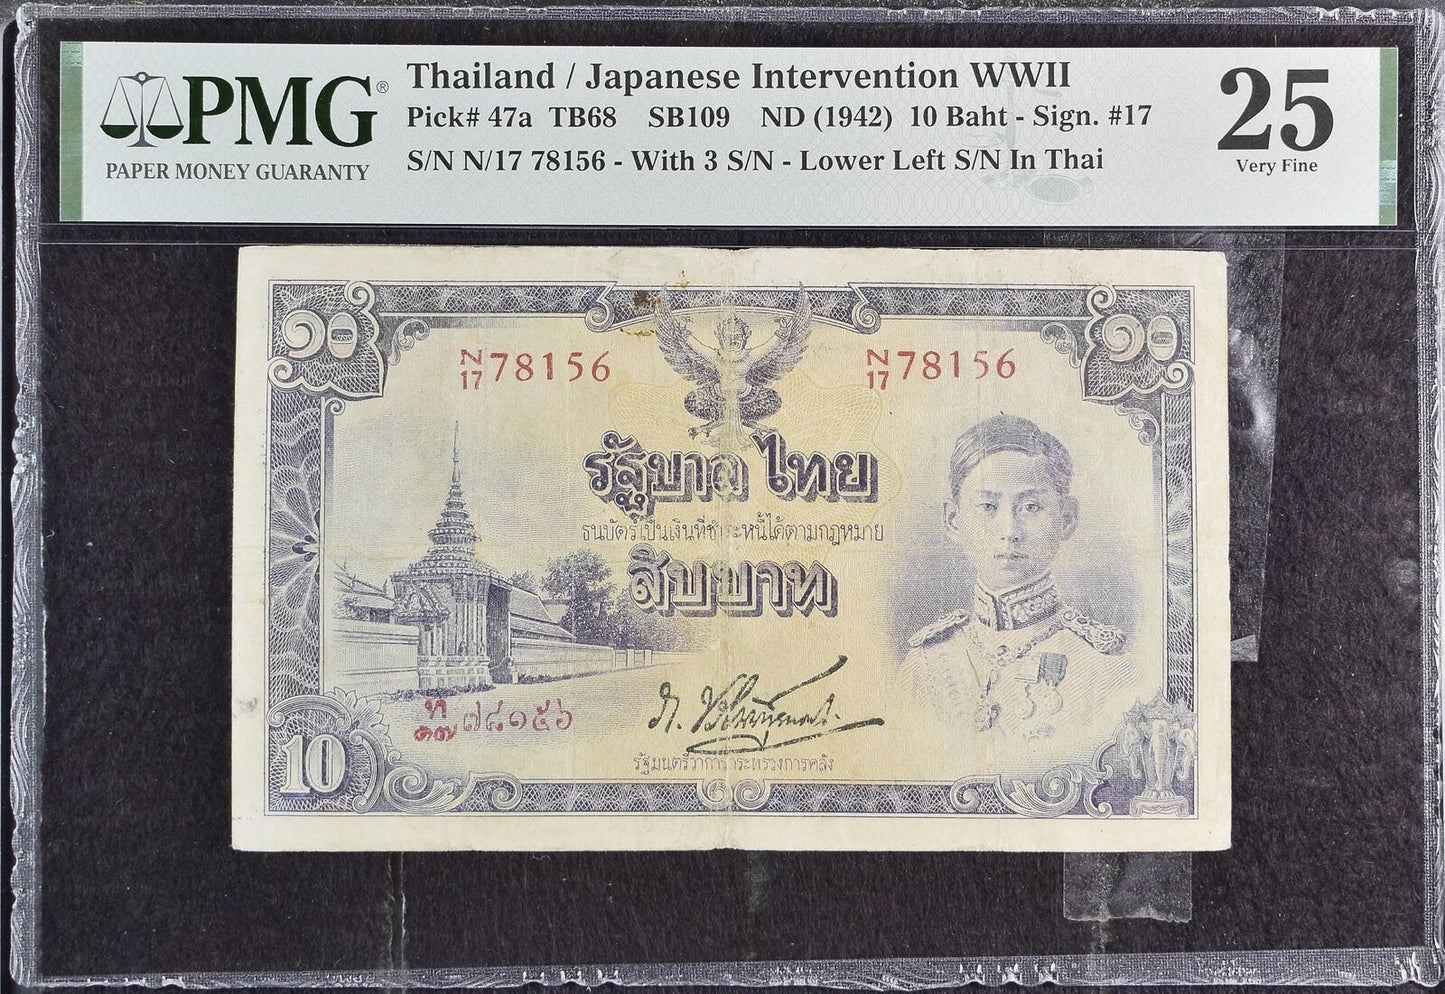 PMG®
PAPER MONEY GUARANTY
Thailand / Japanese Intervention WWII
Pick# 47a TB68 SB109 ND (1942) 10 Baht - Sign. #17
S/N N/17 78156 - With 3 S/N - Lower Left S/N In Thai
25
Very Fine
๑๐
๑๐
N/17 78156
N/17 78156
รัฐบาลไทย
ธนบัตร์เป็นเงินที่ชำระหนี้ได้ตามกฎหมาย
สิบบาท
ท/๑๗ ๗๘๑๕๖
รัฐมนตรีว่าการกระทรวงการคลัง
10